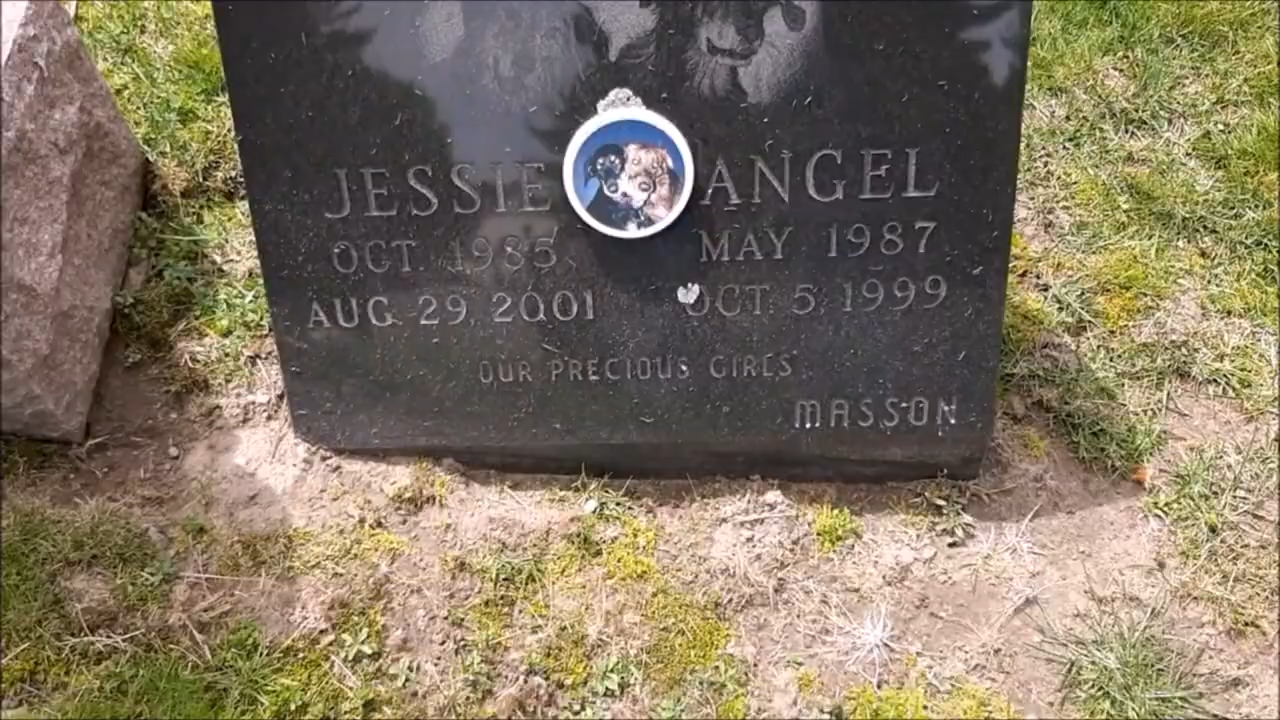 JESSIE ANGEL
OCT 1985 MAY 1987
AUG 29, 2001 OCT 5, 1999
OUR PRECIOUS GIRLS
MASSON